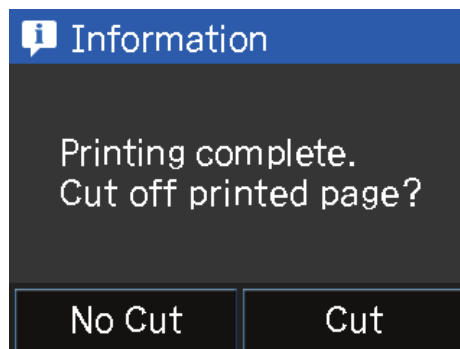 Information
Printing complete.
Cut off printed page?
No Cut
Cut